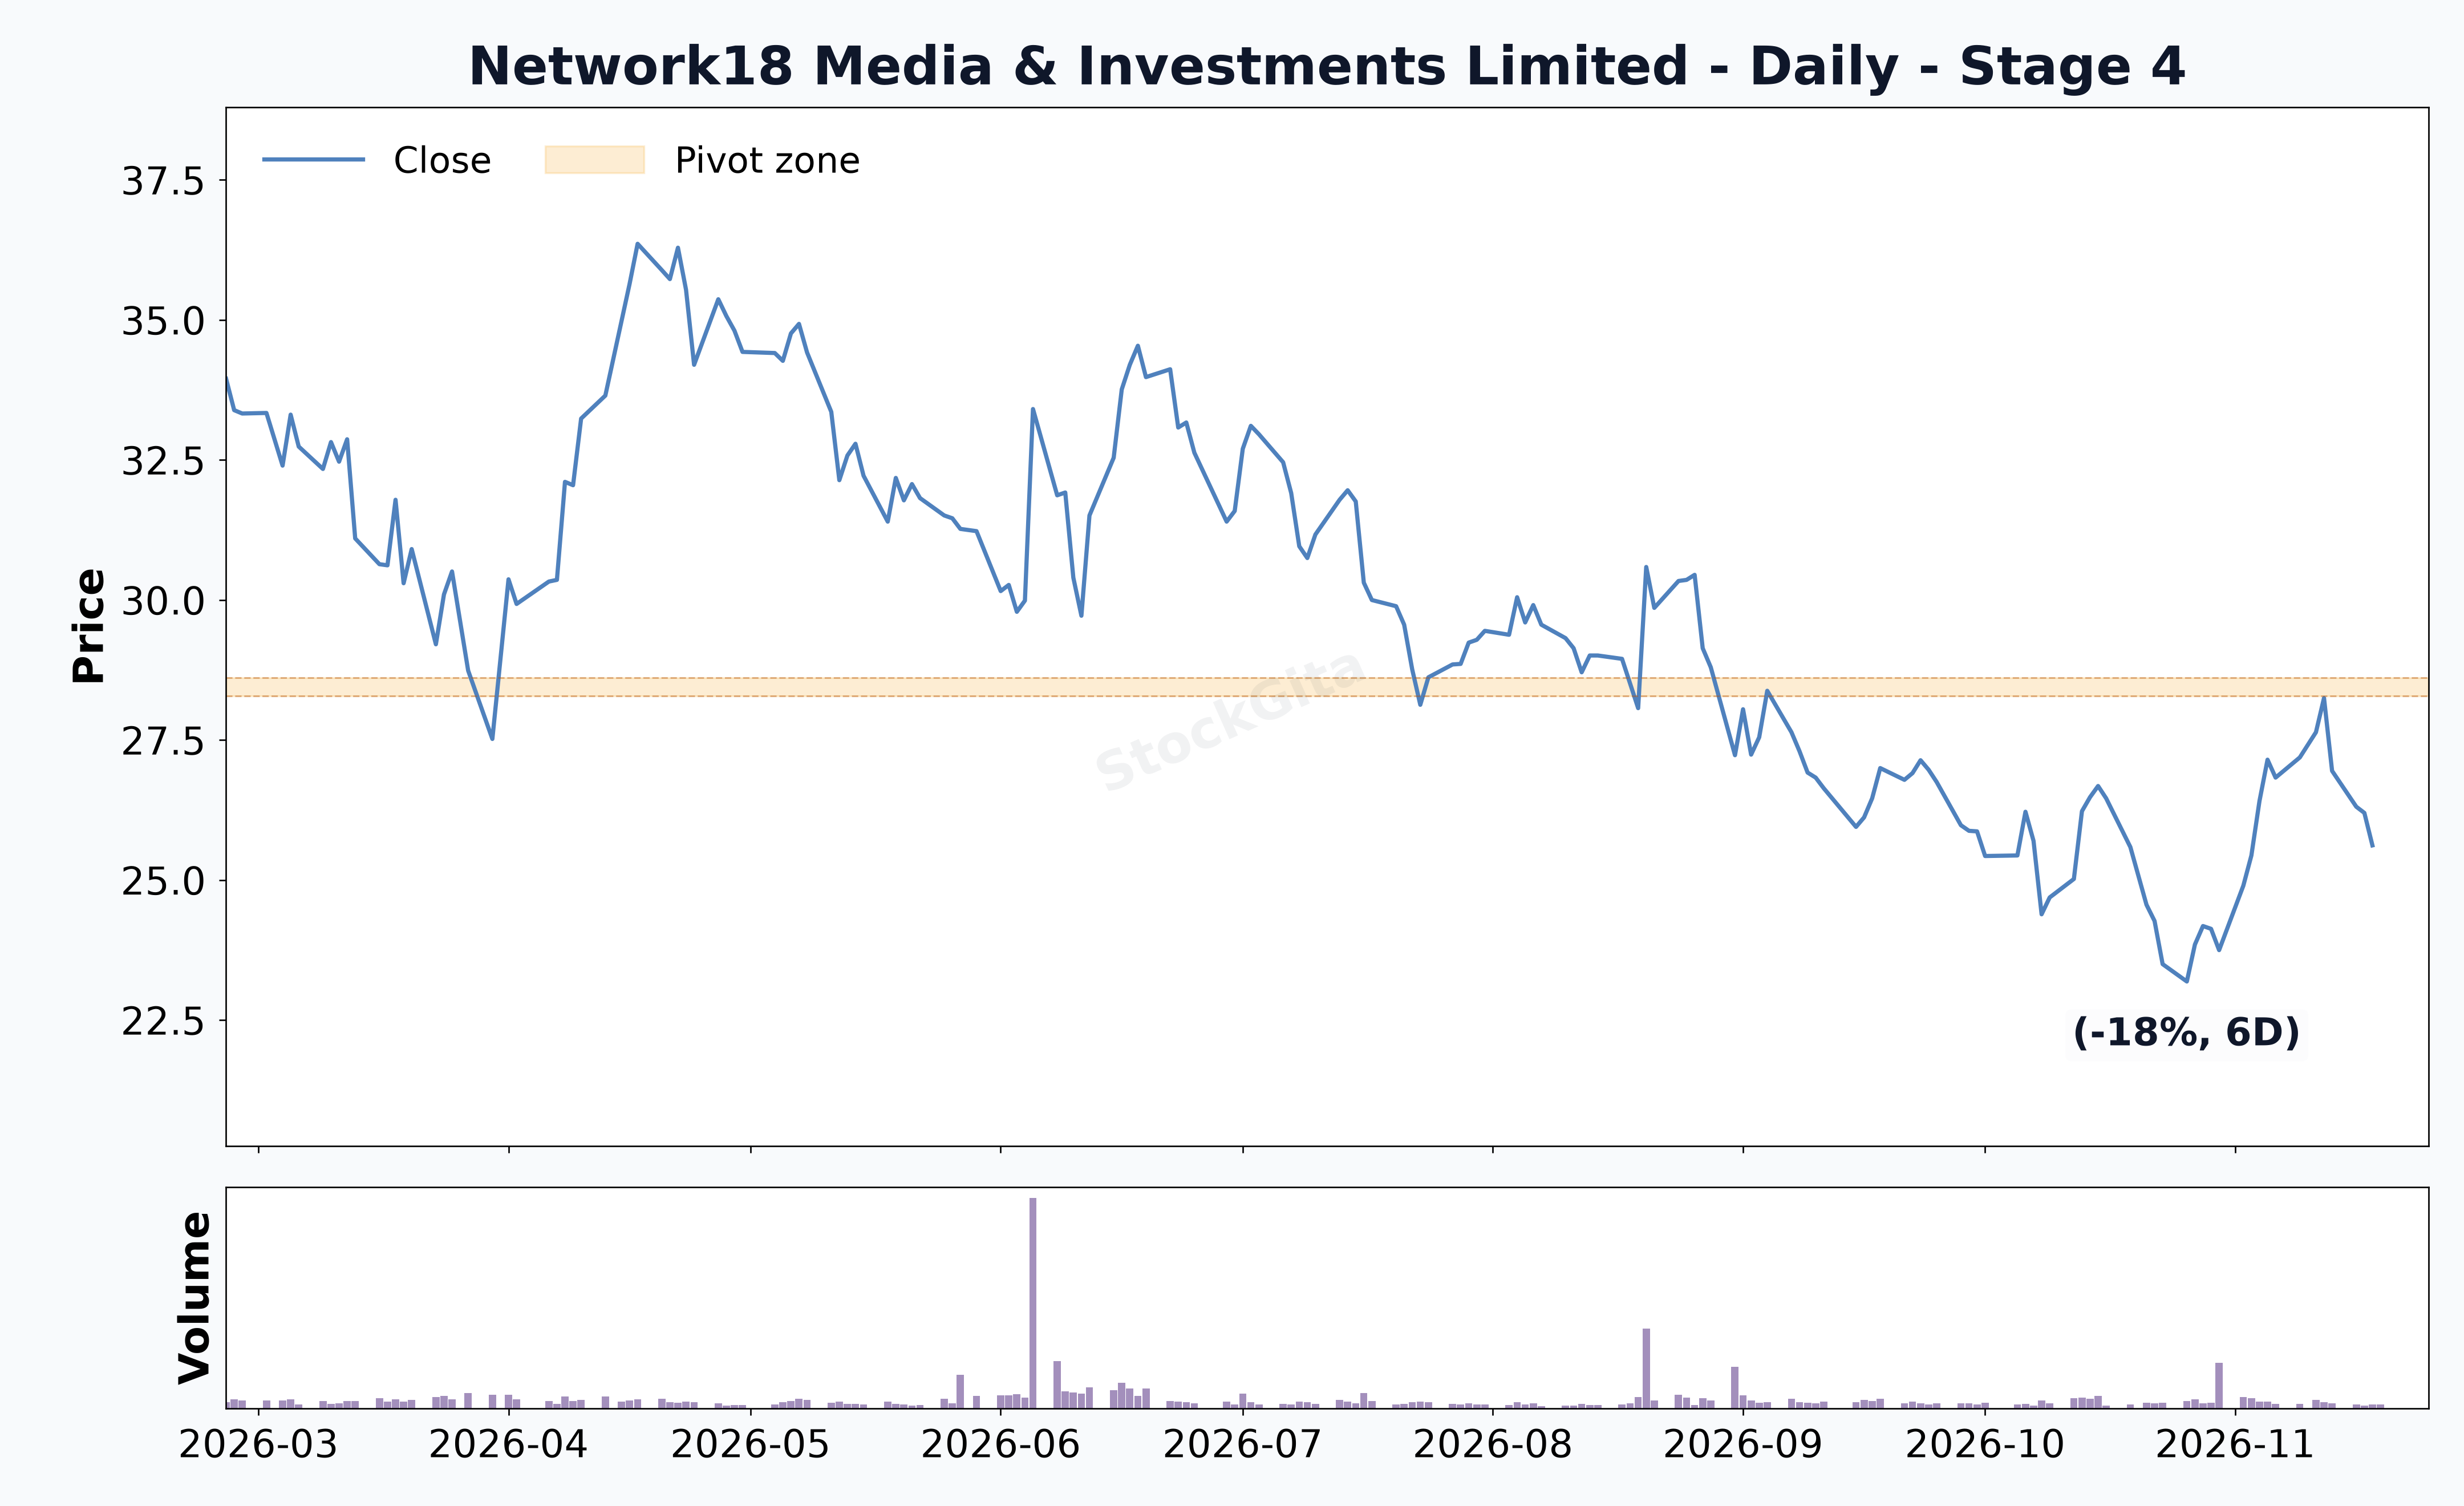 Network18 Media & Investments Limited - Daily - Stage 4
Close
Pivot zone
Price
37.5
35.0
32.5
30.0
27.5
25.0
22.5
StockGita
(-18%, 6D)
Volume
2026-03
2026-04
2026-05
2026-06
2026-07
2026-08
2026-09
2026-10
2026-11